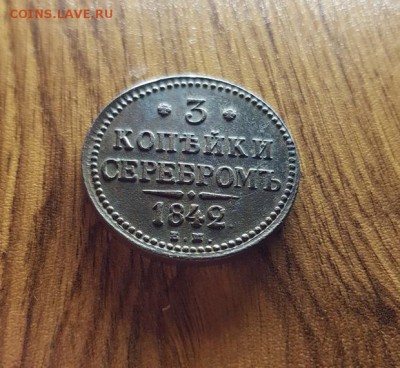 COINS.LAVE.RU
* 3 *
КОПѢЙКИ
СЕРЕБРОМЪ
1842.